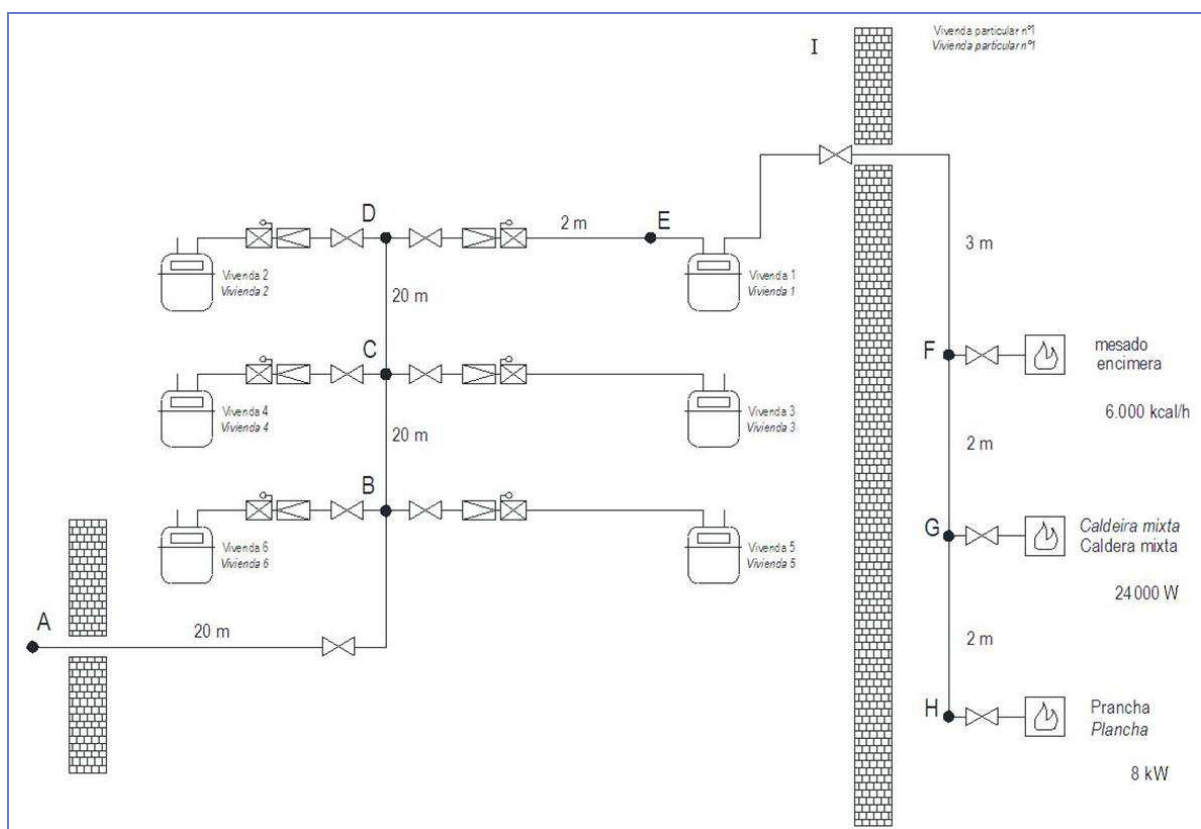 I
Vivenda particular nº1
Vivienda particular nº1
D
2 m
E
Vivenda 2
Vivienda 2
Vivenda 1
Vivienda 1
3 m
20 m
C
F
mesado
encimera
6.000 kcal/h
Vivenda 4
Vivienda 4
Vivenda 3
Vivienda 3
20 m
2 m
B
G
Caldeira mixta
Caldera mixta
24 000 W
Vivenda 6
Vivienda 6
Vivenda 5
Vivienda 5
A
20 m
2 m
H
Prancha
Plancha
8 kW